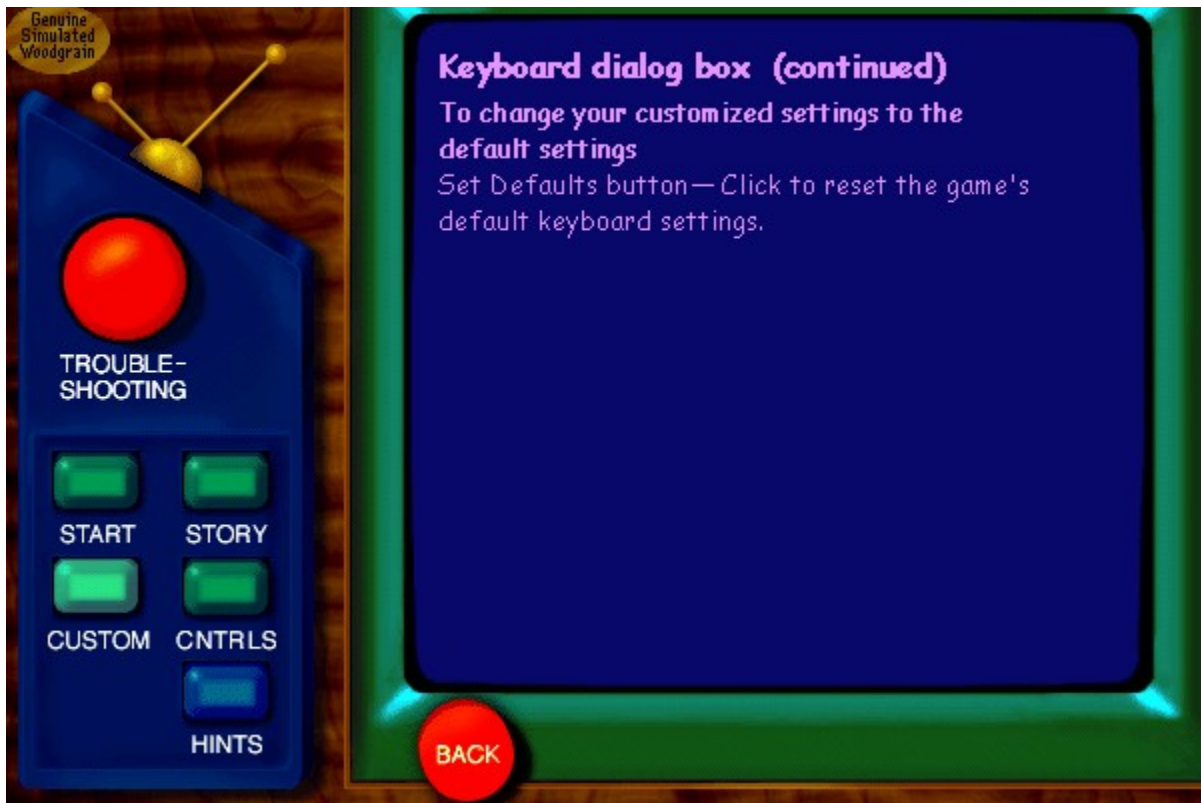 Genuine
Simulated
Woodgrain
Keyboard dialog box (continued)
To change your customized settings to the
default settings
Set Defaults button—Click to reset the game's
default keyboard settings.
TROUBLE-
SHOOTING
START
STORY
CUSTOM
CNTRLS
HINTS
BACK